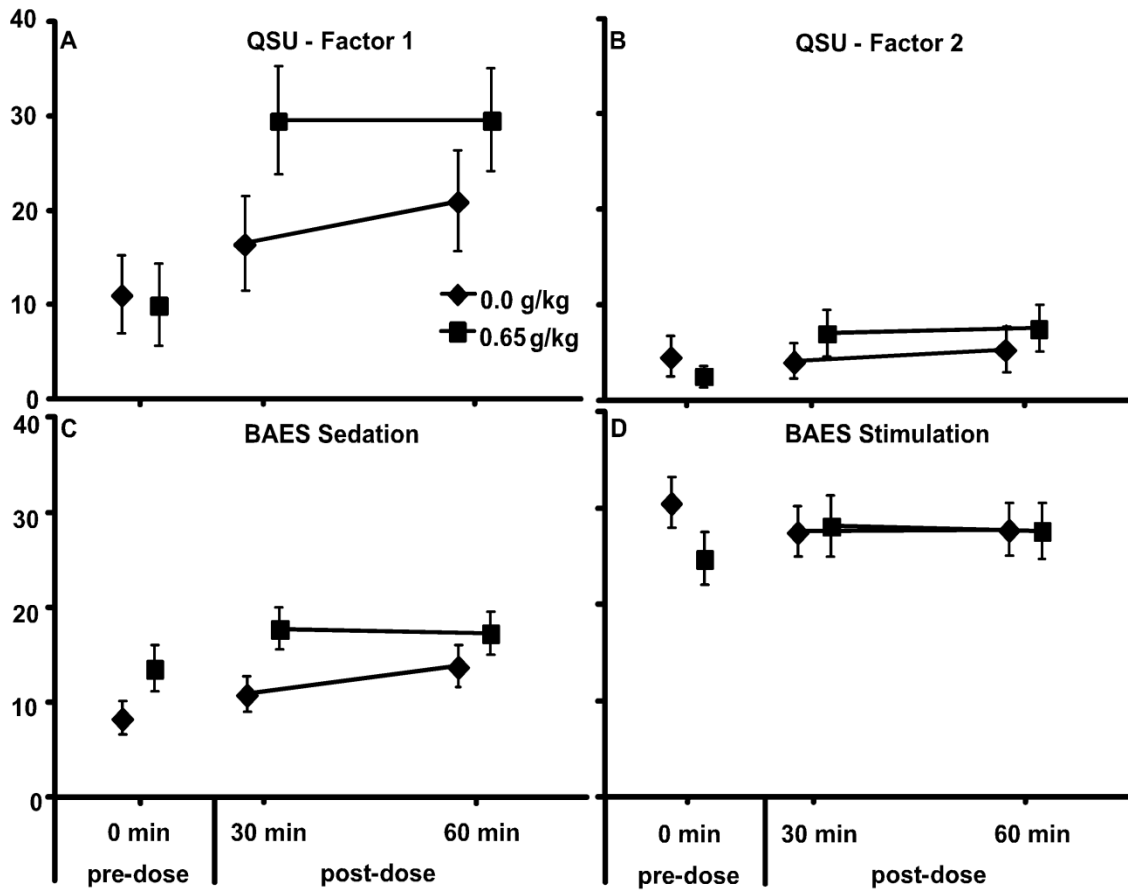 40
A
QSU - Factor 1
B
QSU - Factor 2
30
20
10
0.0 g/kg
0.65 g/kg
0
40
C
BAES Sedation
D
BAES Stimulation
30
20
10
0
0 min
30 min
60 min
0 min
30 min
60 min
pre-dose
post-dose
pre-dose
post-dose